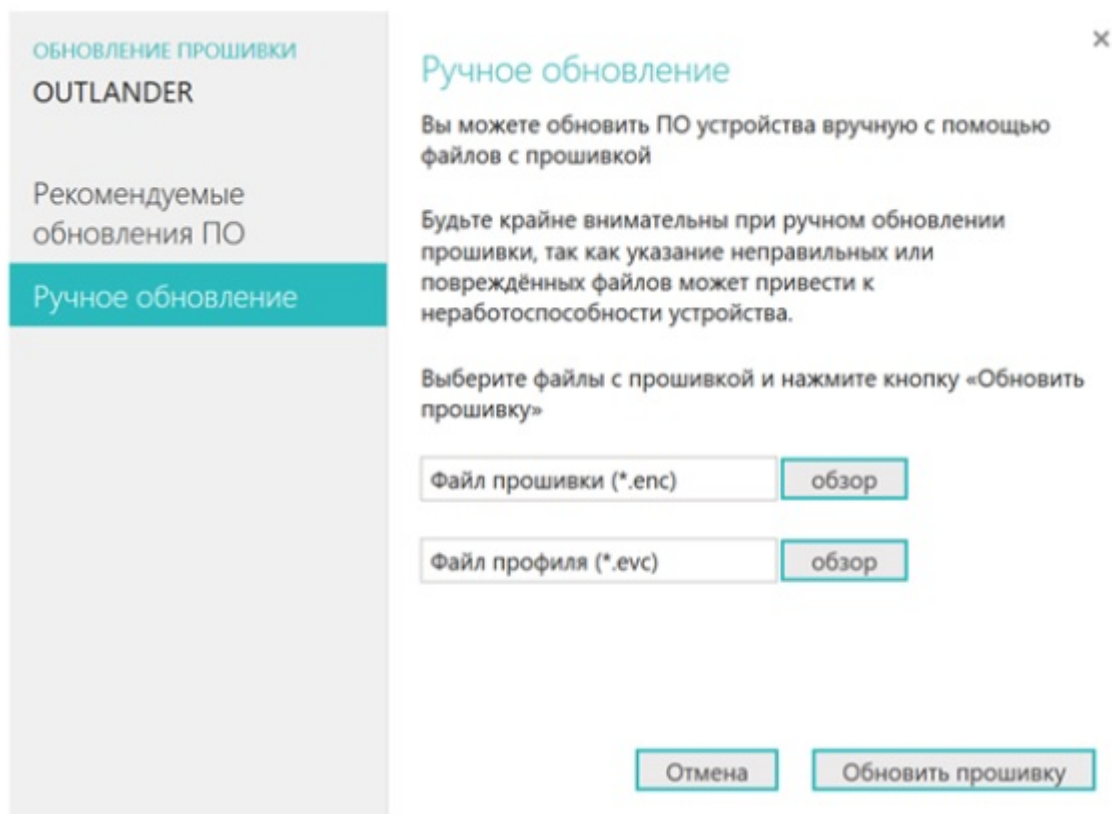 ОБНОВЛЕНИЕ ПРОШИВКИ
OUTLANDER
Рекомендуемые
обновления ПО
Ручное обновление
×
Ручное обновление
Вы можете обновить ПО устройства вручную с помощью
файлов с прошивкой
Будьте крайне внимательны при ручном обновлении
прошивки, так как указание неправильных или
повреждённых файлов может привести к
неработоспособности устройства.
Выберите файлы с прошивкой и нажмите кнопку «Обновить
прошивку»
Файл прошивки (*.enc) обзор
Файл профиля (*.evc) обзор
Отмена Обновить прошивку